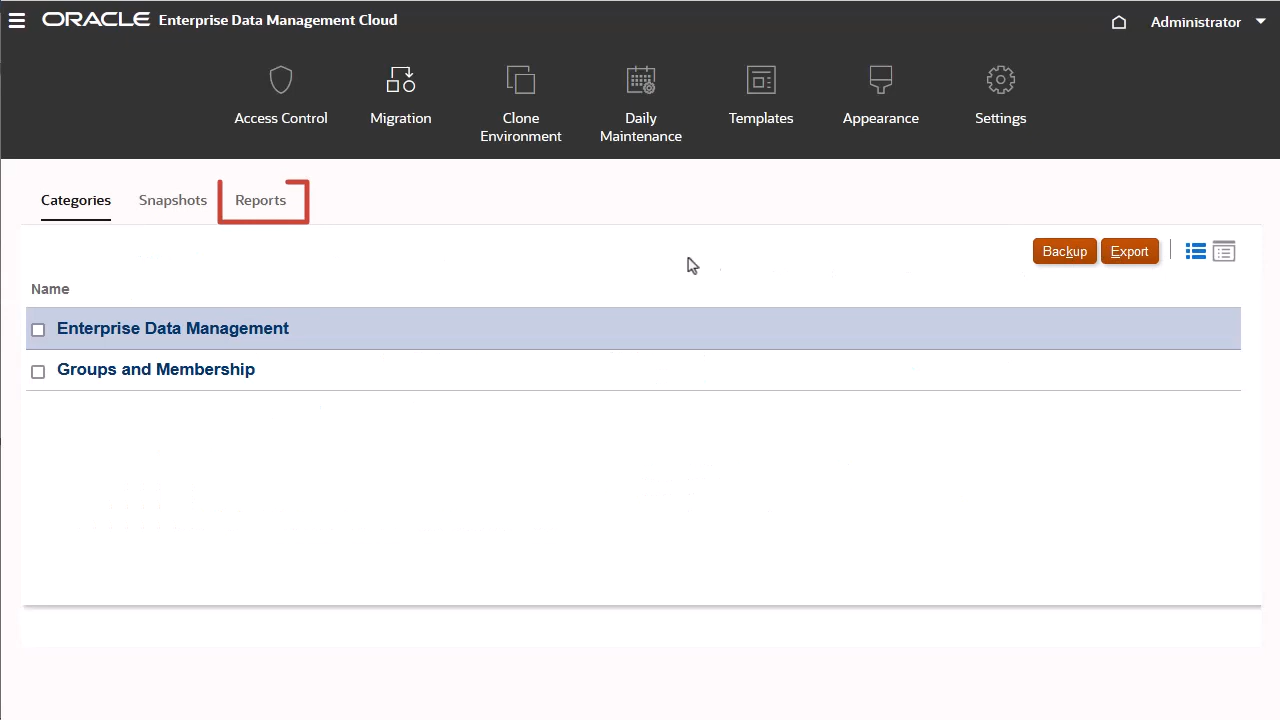 ORACLE Enterprise Data Management Cloud
Administrator
Access Control
Migration
Clone
Environment
Daily
Maintenance
Templates
Appearance
Settings
Categories
Snapshots
Reports
Backup
Export
Name
Enterprise Data Management
Groups and Membership